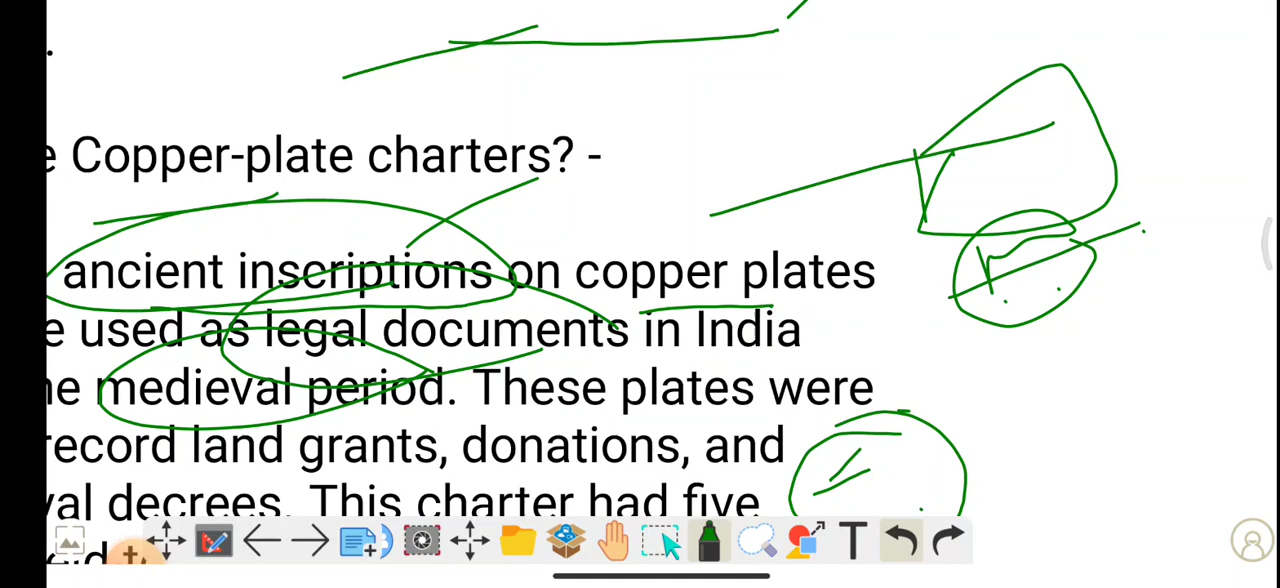 .
e Copper-plate charters? -
ancient inscriptions on copper plates
e used as legal documents in India
ne medieval period. These plates were
record land grants, donations, and
val decrees. This charter had five